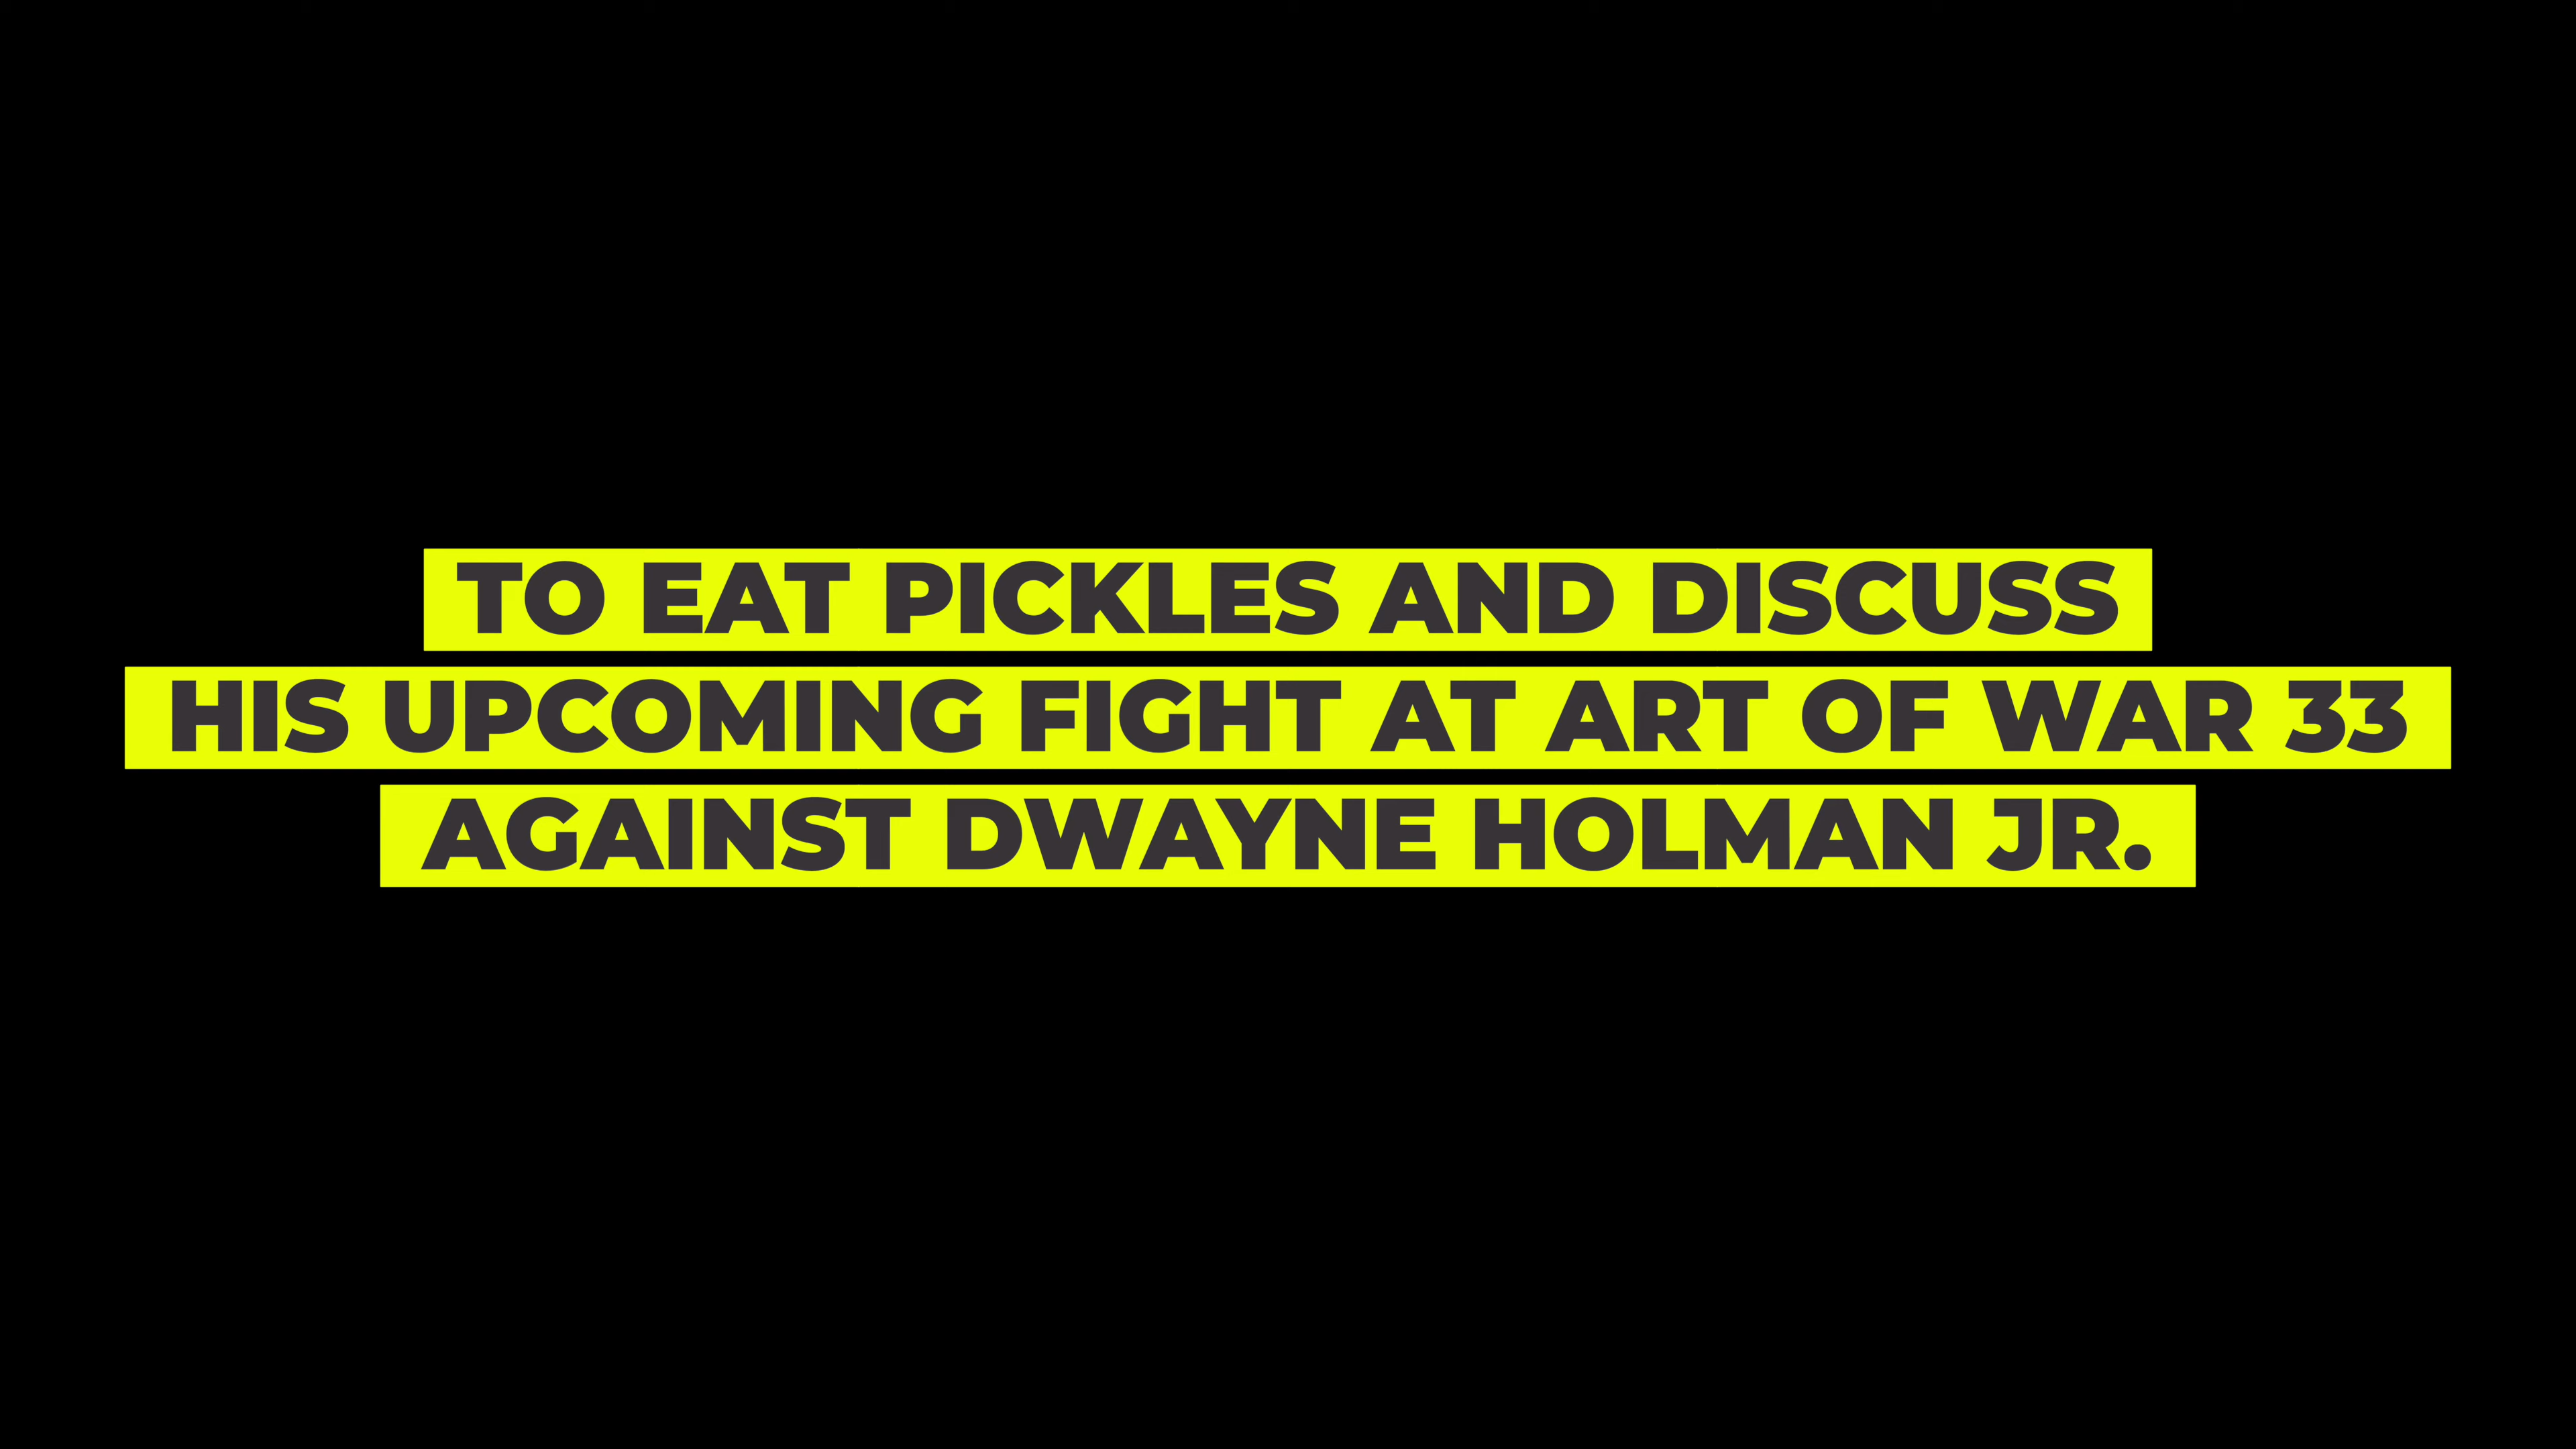 TO EAT PICKLES AND DISCUSS
HIS UPCOMING FIGHT AT ART OF WAR 33
AGAINST DWAYNE HOLMAN JR.